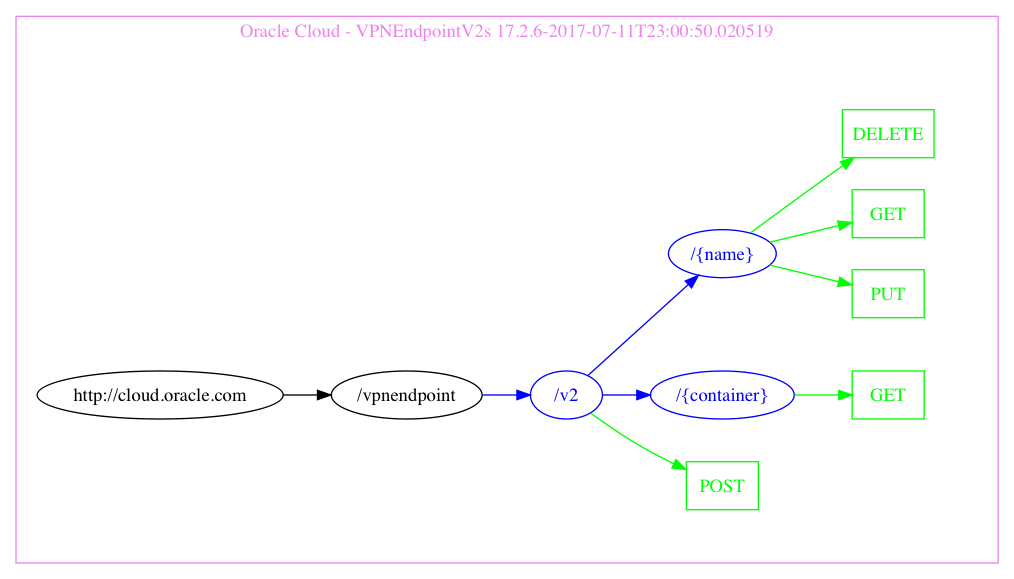 Oracle Cloud - VPNEndpointV2s 17.2.6-2017-07-11T23:00:50.020519
DELETE
GET
/{name}
PUT
http://cloud.oracle.com
/vpnendpoint
/v2
/{container}
GET
POST